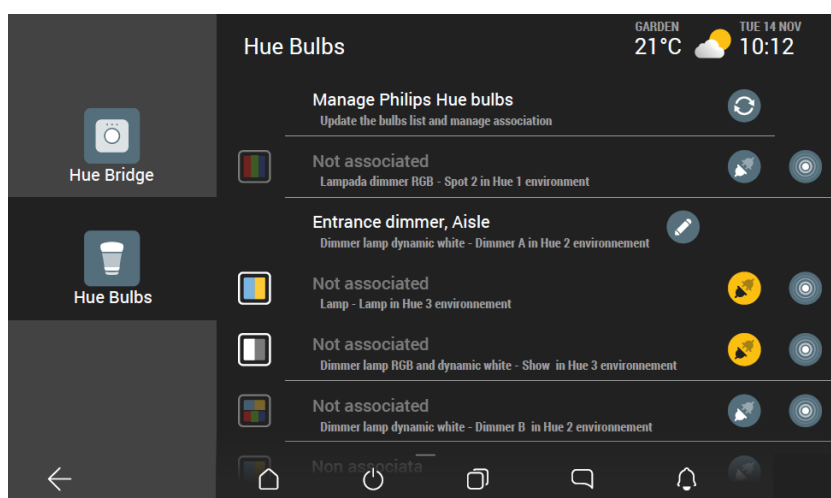 Hue Bulbs
GARDEN
21°C
TUE 14 NOV
10:12
Hue Bridge
Hue Bulbs
Manage Philips Hue bulbs
Update the bulbs list and manage association
Not associated
Lampada dimmer RGB - Spot 2 in Hue 1 environment
Entrance dimmer, Aisle
Dimmer lamp dynamic white - Dimmer A in Hue 2 environnement
Not associated
Lamp - Lamp in Hue 3 environnement
Not associated
Dimmer lamp RGB and dynamic white - Show in Hue 3 environnement
Not associated
Dimmer lamp dynamic white - Dimmer B in Hue 2 environnement
Non associata